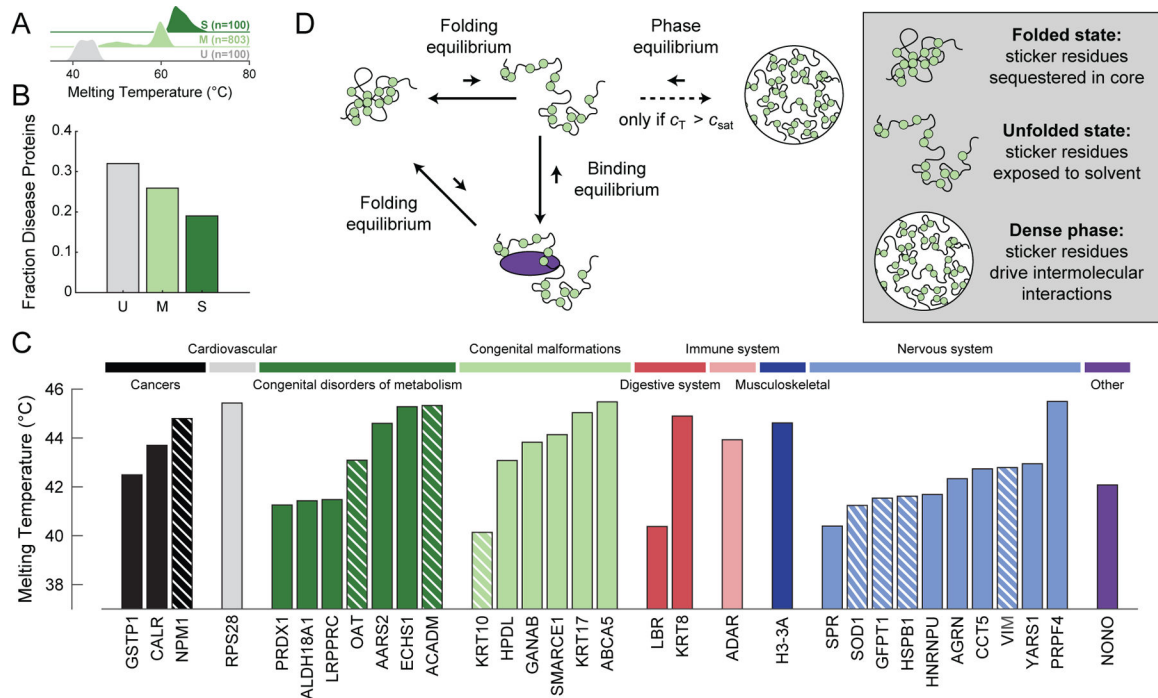 A
S (n=100)
M (n=803)
U (n=100)
40 60 80
Melting Temperature (°C)
B
Fraction Disease Proteins
0.4
0.3
0.2
0.1
0
U M S
D
Folding
equilibrium
Phase
equilibrium
only if cT > csat
Folding
equilibrium
Binding
equilibrium
Folded state:
sticker residues
sequestered in core
Unfolded state:
sticker residues
exposed to solvent
Dense phase:
sticker residues
drive intermolecular
interactions
C
Cardiovascular
Congenital malformations
Immune system
Nervous system
Cancers
Congenital disorders of metabolism
Digestive system
Musculoskeletal
Other
Melting Temperature (°C)
46
44
42
40
38
GSTP1
CALR
NPM1
RPS28
PRDX1
ALDH18A1
LRPPRC
OAT
AARS2
ECHS1
ACADM
KRT10
HPDL
GANAB
SMARCE1
KRT17
ABCA5
LBR
KRT8
ADAR
H3-3A
SPR
SOD1
GFPT1
HSPB1
HNRNPU
AGRN
CCT5
VIM
YARS1
PRPF4
NONO